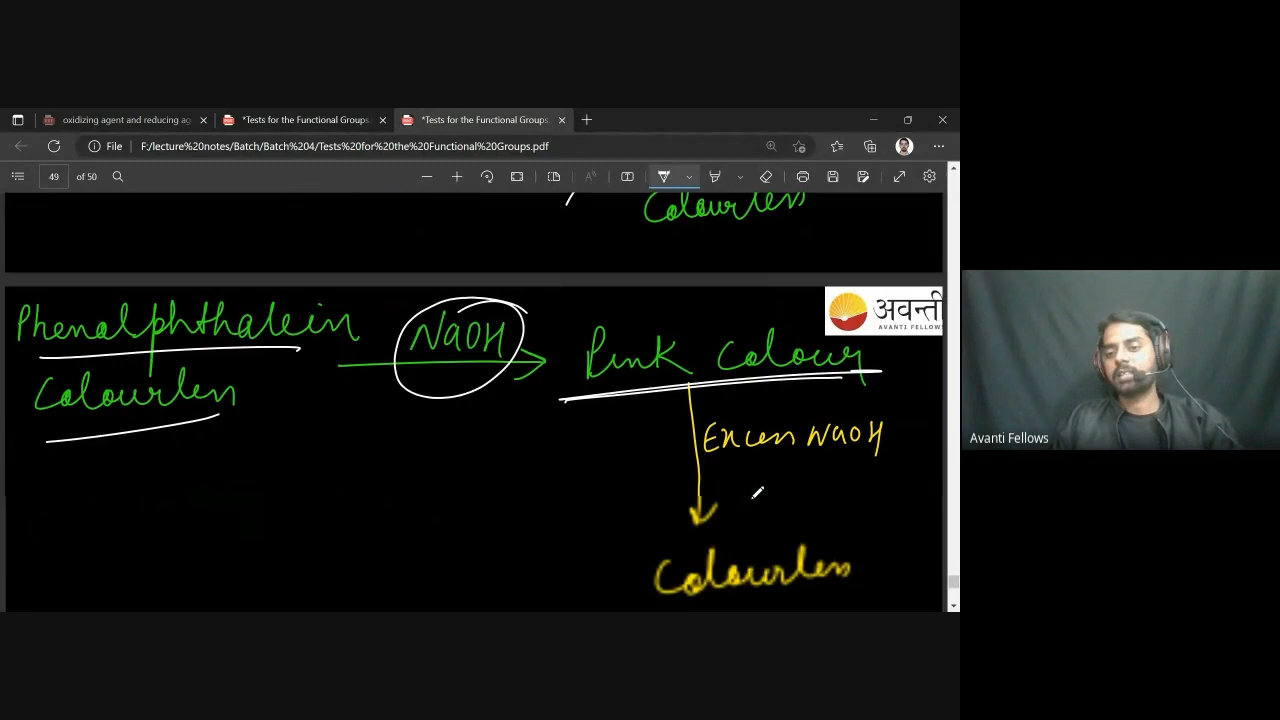 oxidizing agent and reducing ag
*Tests for the Functional Groups.
*Tests for the Functional Groups.
File
F:/lecture%20notes/Batch/Batch%204/Tests%20for%20the%20Functional%20Groups.pdf
49 of 50
Colourless
Phenolphthalein NaOH Pink Colour
Colourless
अवन्ती
AVANTI FELLOWS
Excess NaOH
Colourless
Avanti Fellows